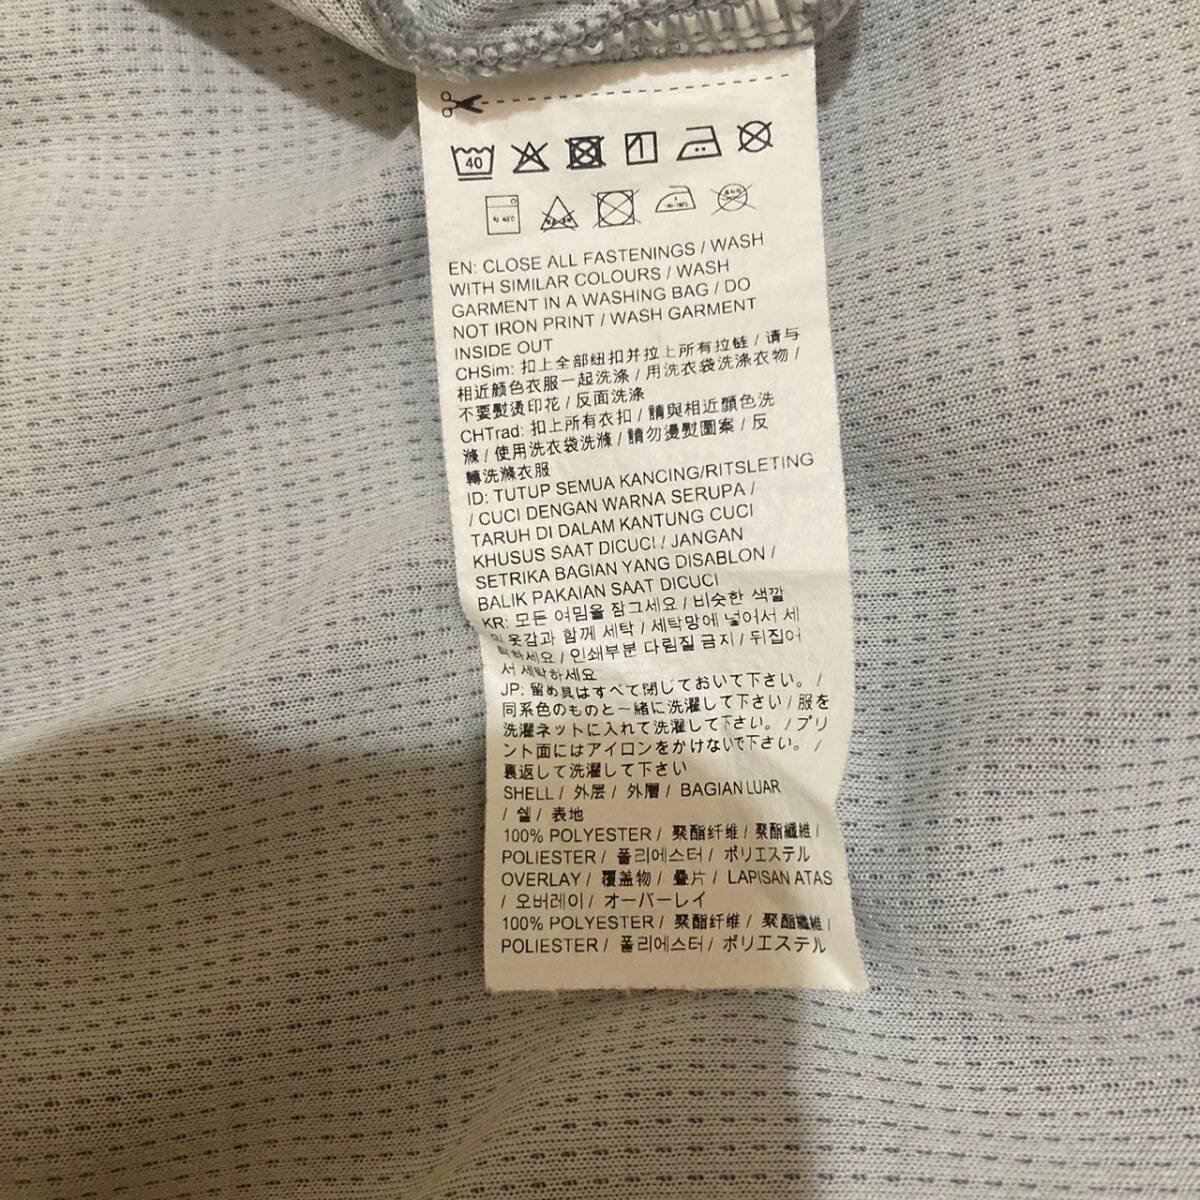 40
EN: CLOSE ALL FASTENINGS / WASH
WITH SIMILAR COLOURS / WASH
GARMENT IN A WASHING BAG / DO
NOT IRON PRINT / WASH GARMENT
INSIDE OUT
CHSim: 扣上全部纽扣并拉上所有拉链 / 请与
相近颜色衣服一起洗涤 / 用洗衣袋洗涤衣物 /
不要熨烫印花 / 反面洗涤
CHTrad: 扣上所有衣扣 / 請與相近顏色洗
滌 / 使用洗衣袋洗滌 / 請勿燙熨圖案 / 反
轉洗滌衣服
ID: TUTUP SEMUA KANCING/RITSLETING
/ CUCI DENGAN WARNA SERUPA /
TARUH DI DALAM KANTUNG CUCI
KHUSUS SAAT DICUCI / JANGAN
SETRIKA BAGIAN YANG DISABLON /
BALIK PAKAIAN SAAT DICUCI
KR: 모든 여밈을 잠그세요 / 비슷한 색깔
의 옷감과 함께 세탁 / 세탁망에 넣어서 세
탁하세요 / 인쇄부분 다림질 금지 / 뒤집어
서 세탁하세요
JP: 留め具はすべて閉じておいて下さい。 /
同系色のものと一緒に洗濯して下さい / 服を
洗濯ネットに入れて洗濯して下さい。 / プリ
ント面にはアイロンをかけないで下さい。 /
裏返して洗濯して下さい
SHELL / 外层 / 外層 / BAGIAN LUAR
/ 쉘 / 表地
100% POLYESTER / 聚酯纤维 / 聚酯纖維 /
POLIESTER / 폴리에스터 / ポリエステル
OVERLAY / 覆盖物 / 疊片 / LAPISAN ATAS
/ 오버레이 / オーバーレイ
100% POLYESTER / 聚酯纤维 / 聚酯纖維 /
POLIESTER / 폴리에스터 / ポリエステル